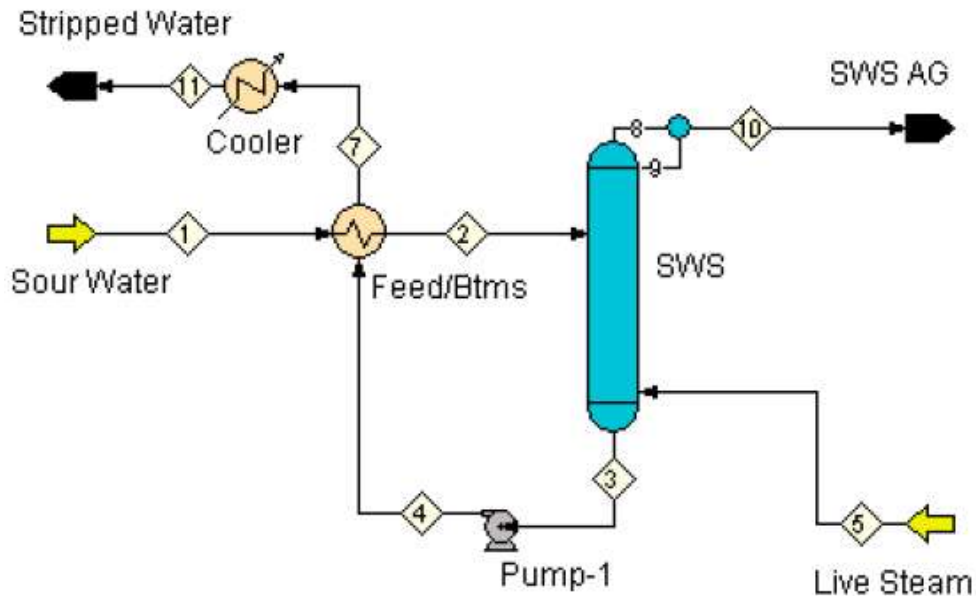 Stripped Water
11
Cooler
7
SWS AG
8
10
9
1
2
Sour Water
Feed/Btms
SWS
3
4
5
Pump-1
Live Steam